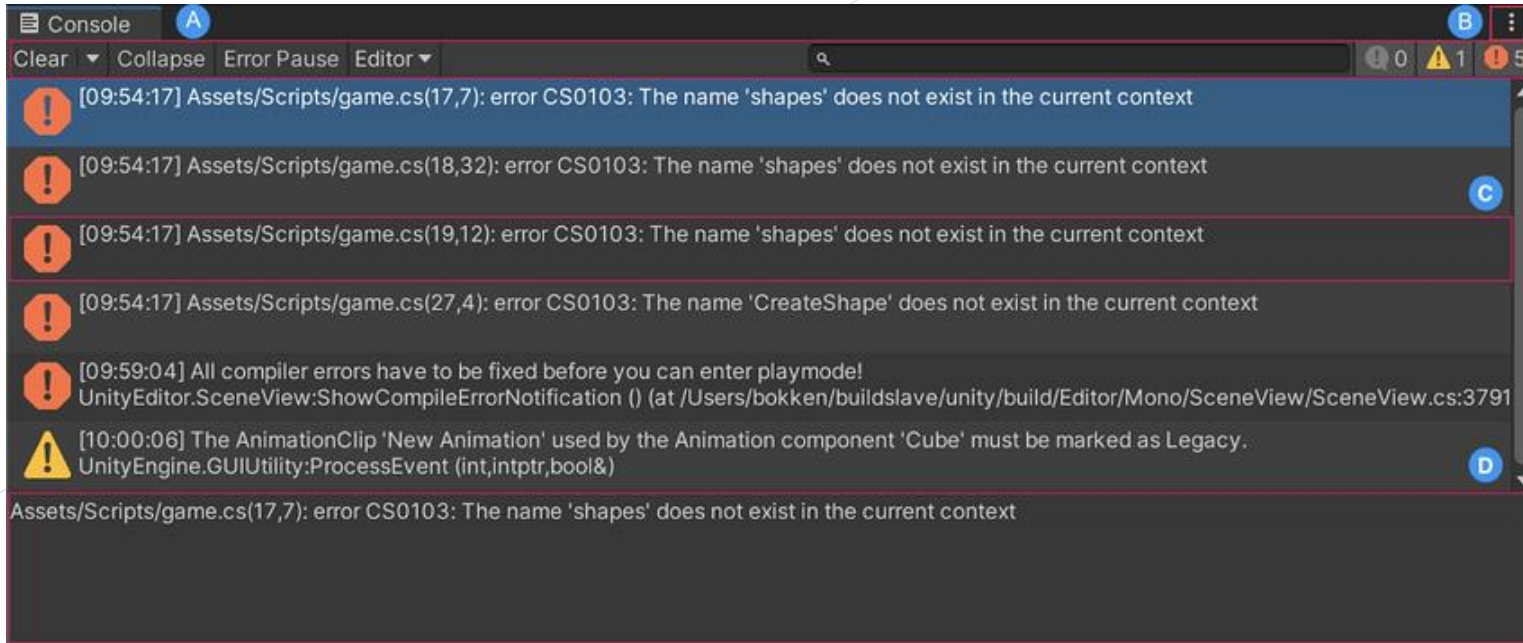 Console
A
B
Clear Collapse Error Pause Editor 0 1 5
[09:54:17] Assets/Scripts/game.cs(17,7): error CS0103: The name 'shapes' does not exist in the current context
[09:54:17] Assets/Scripts/game.cs(18,32): error CS0103: The name 'shapes' does not exist in the current context
C
[09:54:17] Assets/Scripts/game.cs(19,12): error CS0103: The name 'shapes' does not exist in the current context
[09:54:17] Assets/Scripts/game.cs(27,4): error CS0103: The name 'CreateShape' does not exist in the current context
[09:59:04] All compiler errors have to be fixed before you can enter playmode!
UnityEditor.SceneView:ShowCompileErrorNotification () (at /Users/bokken/buildslave/unity/build/Editor/Mono/SceneView/SceneView.cs:3791
[10:00:06] The AnimationClip 'New Animation' used by the Animation component 'Cube' must be marked as Legacy.
UnityEngine.GUIUtility:ProcessEvent (int,intptr,bool&)
D
Assets/Scripts/game.cs(17,7): error CS0103: The name 'shapes' does not exist in the current context